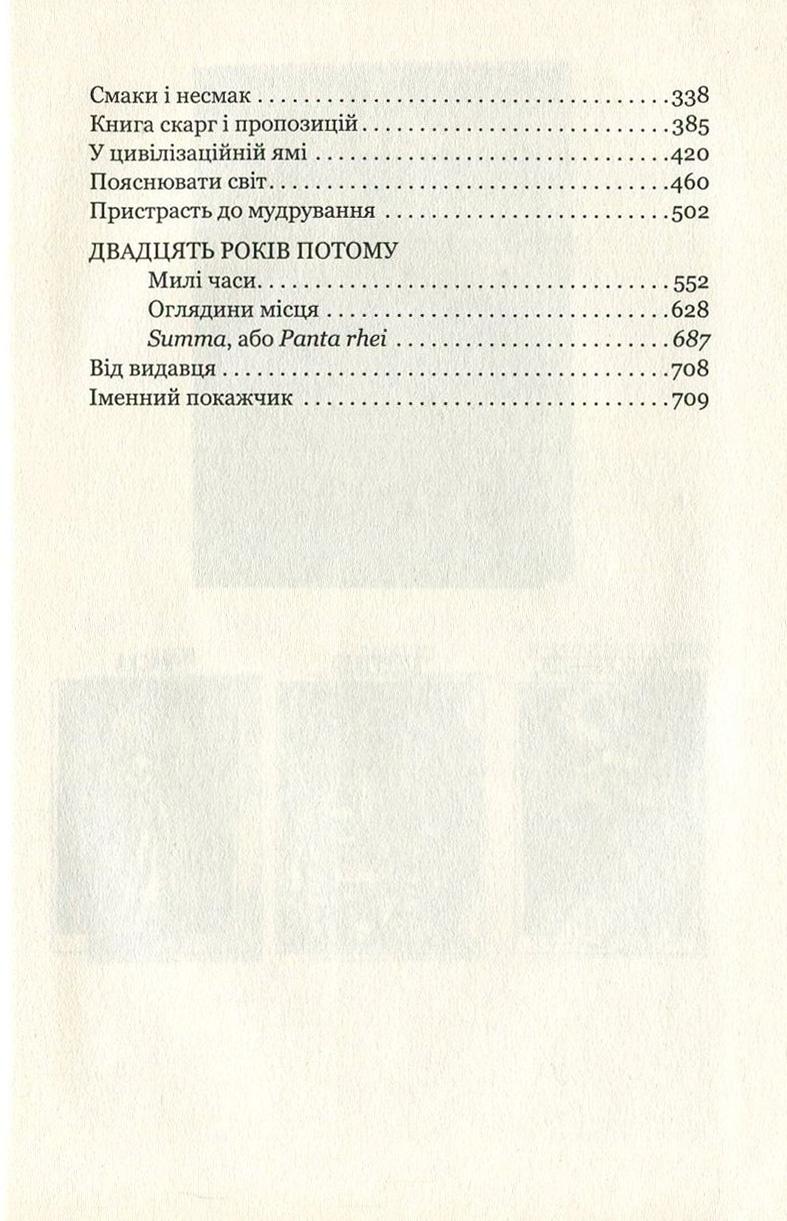 Смаки і несмак ....................................338
Книга скарг і пропозицій...........................385
У цивілізаційній ямі ..............................420
Пояснювати світ....................................460
Пристрасть до мудрування ..........................502
ДВАДЦЯТЬ РОКІВ ПОТОМУ
Милі часи....................................552
Оглядини місця ..............................628
Summa, або Panta rhei ........................687
Від видавця........................................708
Іменний покажчик ..................................709